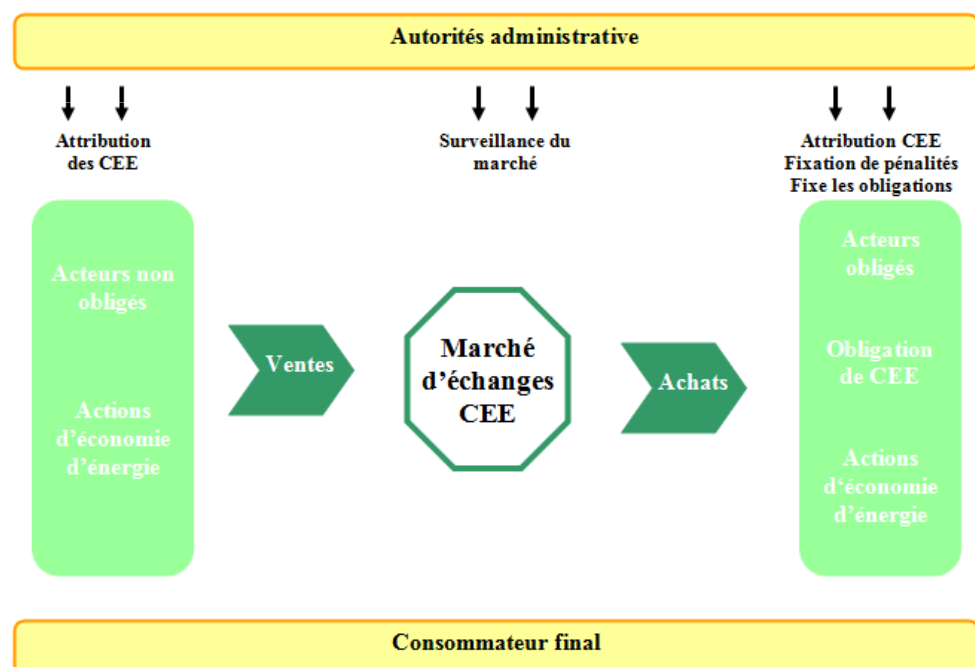 Autorités administrative
Attribution
des CEE
Surveillance du
marché
Attribution CEE
Fixation de pénalités
Fixe les obligations
Acteurs non
obligés
Actions
d’économie
d’énergie
Ventes
Marché
d’échanges
CEE
Achats
Acteurs
obligés
Obligation
de CEE
Actions
d‘économie
d’énergie
Consommateur final